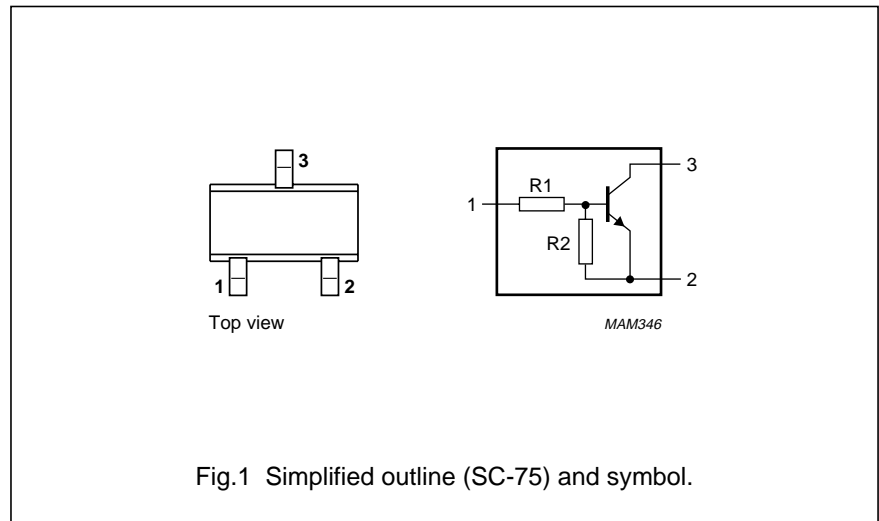 3
1 2
Top view
R1
R2
1
3
2
MAM346
Fig.1 Simplified outline (SC-75) and symbol.